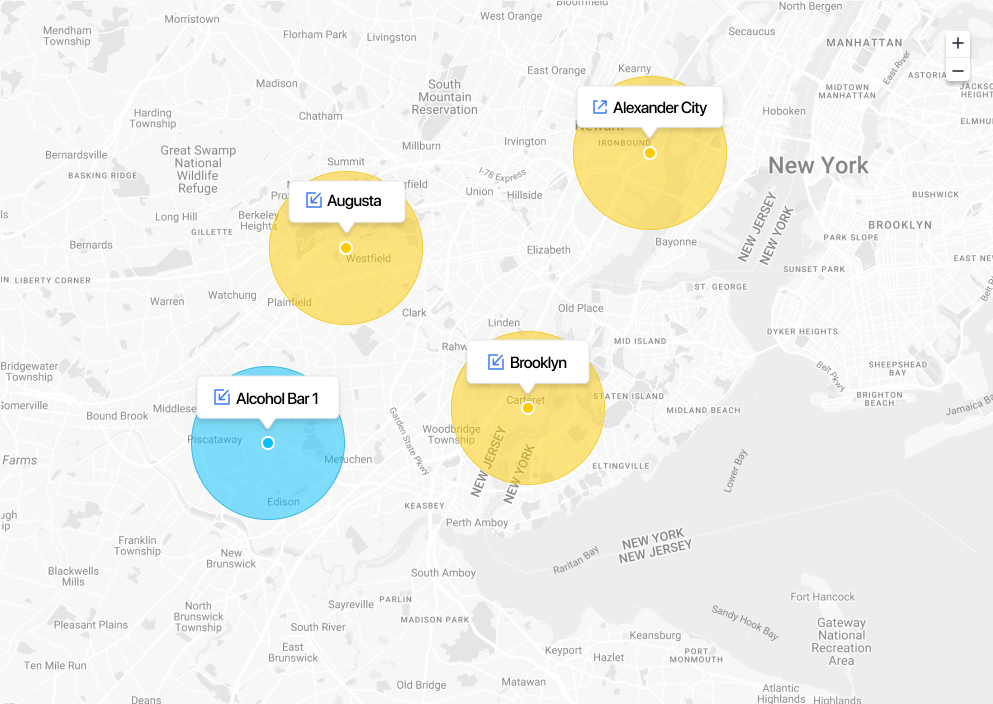 Bloomfield
North Bergen
West Orange
Morristown
Secaucus
Mendham
Township
Florham Park
Livingston
MANHATTAN
East River
East Orange
Kearny
ASTORIA
Madison
South
Mountain
Reservation
MIDTOWN
MANHATTAN
JACKSON
HEIGHTS
Alexander City
Hoboken
Harding
Township
Chatham
Newark
IRONBOUND
ELMHU
Millburn
Irvington
Bernardsville
Great Swamp
National
Wildlife
Refuge
Summit
New York
BASKING RIDGE
I-78 Express
Union
Hillside
BUSHWICK
Augusta
Long Hill
Berkeley
Heights
GILLETTE
NEW JERSEY
NEW YORK
BROOKLYN
PARK SLOPE
Bernards
Elizabeth
Bayonne
Westfield
EAST NEW
SUNSET PARK
LIBERTY CORNER
ST. GEORGE
Warren
Watchung
Plainfield
Clark
Old Place
Linden
DYKER HEIGHTS
MID ISLAND
Brooklyn
Bridgewater
Township
SHEEPSHEAD
BAY
Belt Pkwy
Alcohol Bar 1
Carteret
STATEN ISLAND
BRIGHTON
BEACH
Somerville
Bound Brook
Middlese
MIDLAND BEACH
Jamaica Ba
Garden State Pkwy
Piscataway
Woodbridge
Township
NEW JERSEY
NEW YORK
Farms
Metuchen
ELTINGVILLE
Lower Bay
Edison
KEASBEY
Perth Amboy
Franklin
Township
New
Brunswick
NEW YORK
NEW JERSEY
Raritan Bay
Blackwells
Mills
South Amboy
North
Brunswick
Township
Sayreville
PARLIN
MADISON PARK
Fort Hancock
Pleasant Plains
South River
Sandy Hook Bay
Gateway
National
Recreation
Area
Keansburg
East
Brunswick
Keyport
Hazlet
PORT
MONMOUTH
Ten Mile Run
Old Bridge
Matawan
Atlantic
Highlands
Highlands
Deans